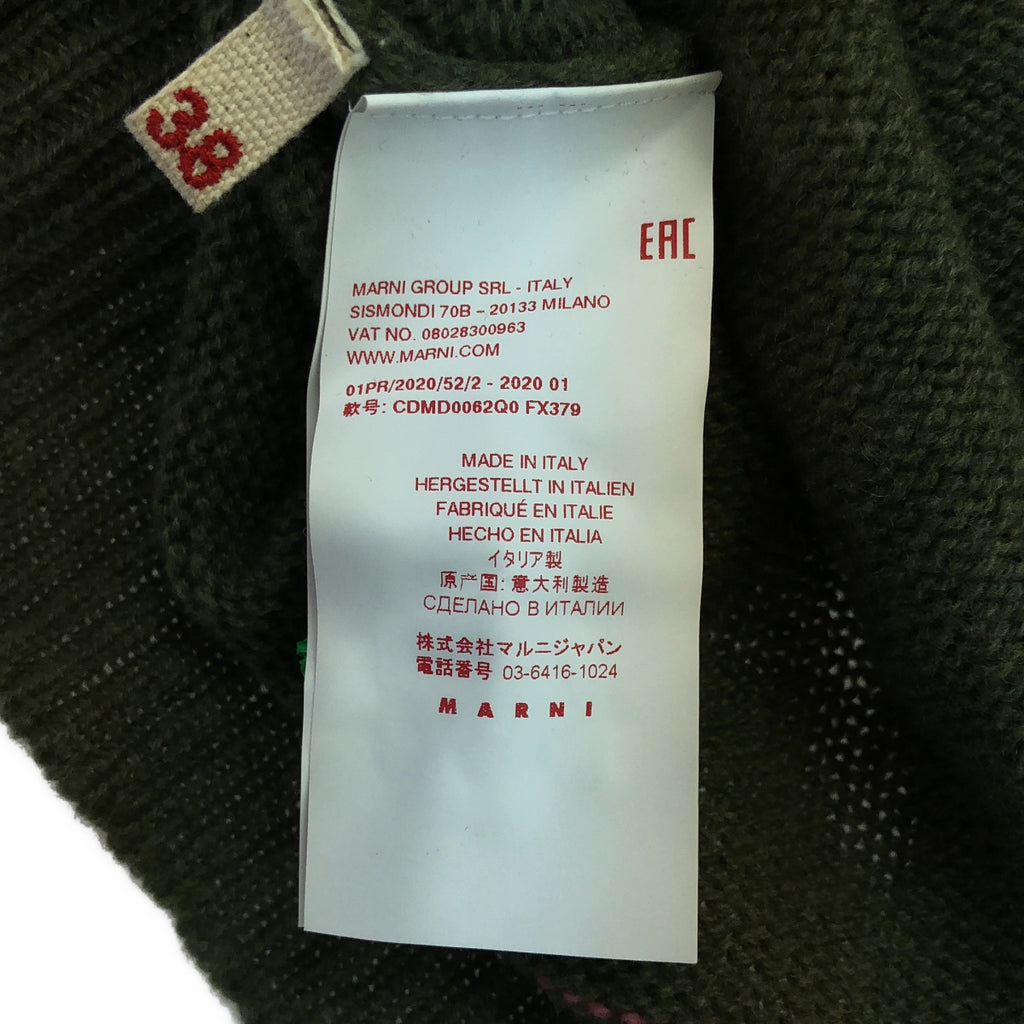 38
EAC
MARNI GROUP SRL - ITALY
SISMONDI 70B – 20133 MILANO
VAT NO. 08028300963
WWW.MARNI.COM
01PR/2020/52/2 - 2020 01
款号: CDMD0062Q0 FX379
MADE IN ITALY
HERGESTELLT IN ITALIEN
FABRIQUÉ EN ITALIE
HECHO EN ITALIA
イタリア製
原产国: 意大利製造
СДЕЛАНО В ИТАЛИИ
株式会社マルニジャパン
電話番号 03-6416-1024
MARNI